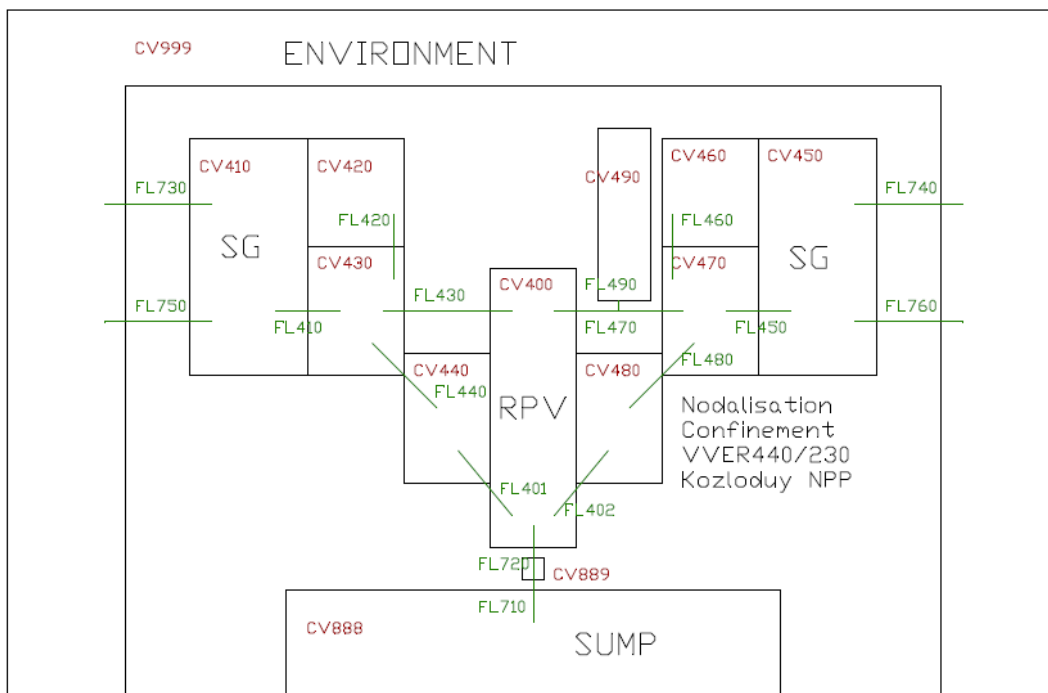 CV999
ENVIRONMENT
CV410
CV420
CV490
CV460
CV450
FL730
FL740
FL420
FL460
SG
SG
CV430
CV400
CV470
FL490
FL430
FL750
FL760
FL410
FL470
FL450
CV440
CV480
FL480
FL440
RPV
Nodalisation
Confinement
VVER440/230
Kozloduy NPP
FL401
FL402
FL720
CV889
FL710
CV888
SUMP